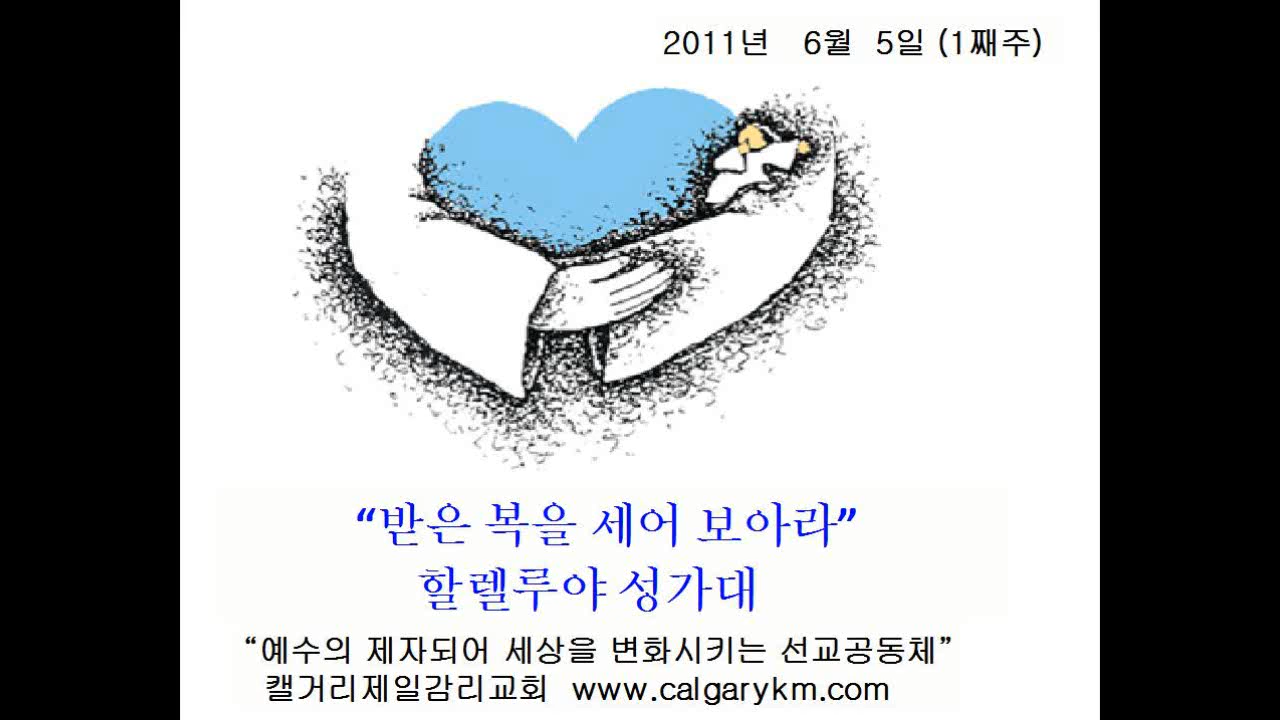 2011년 6월 5일 (1째주)
“받은 복을 세어 보아라”
할렐루야 성가대
“예수의 제자되어 세상을 변화시키는 선교공동체”
캘거리제일감리교회 www.calgarykm.com